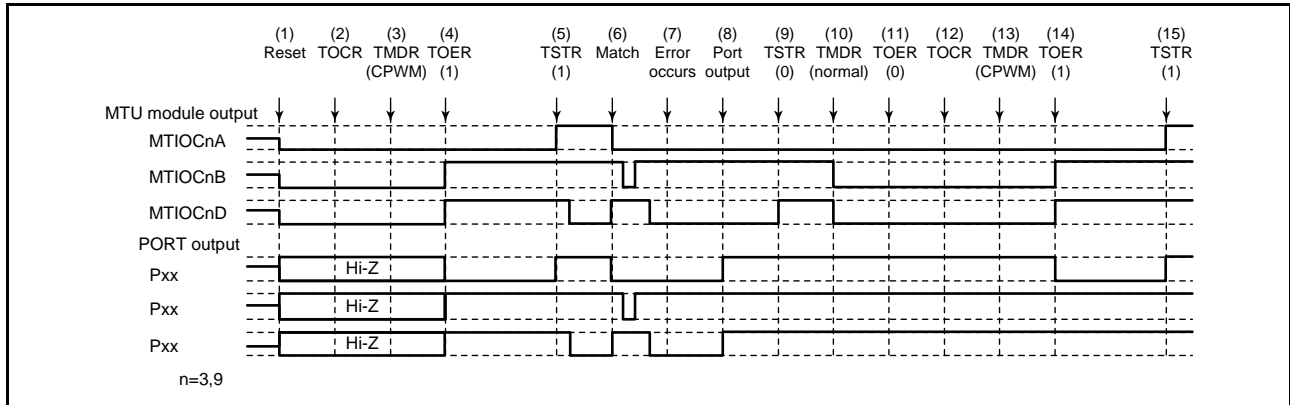 (1) (2) (3) (4) (5) (6) (7) (8) (9) (10) (11) (12) (13) (14) (15)
Reset TOCR TMDR TOER TSTR Match Error Port TSTR TMDR TOER TOCR TMDR TOER TSTR
(CPWM) (1) (1) occurs output (0) (normal) (0) (CPWM) (1) (1)
MTU module output
MTIOCnA
MTIOCnB
MTIOCnD
PORT output
Pxx Hi-Z
Pxx Hi-Z
Pxx Hi-Z
n=3,9